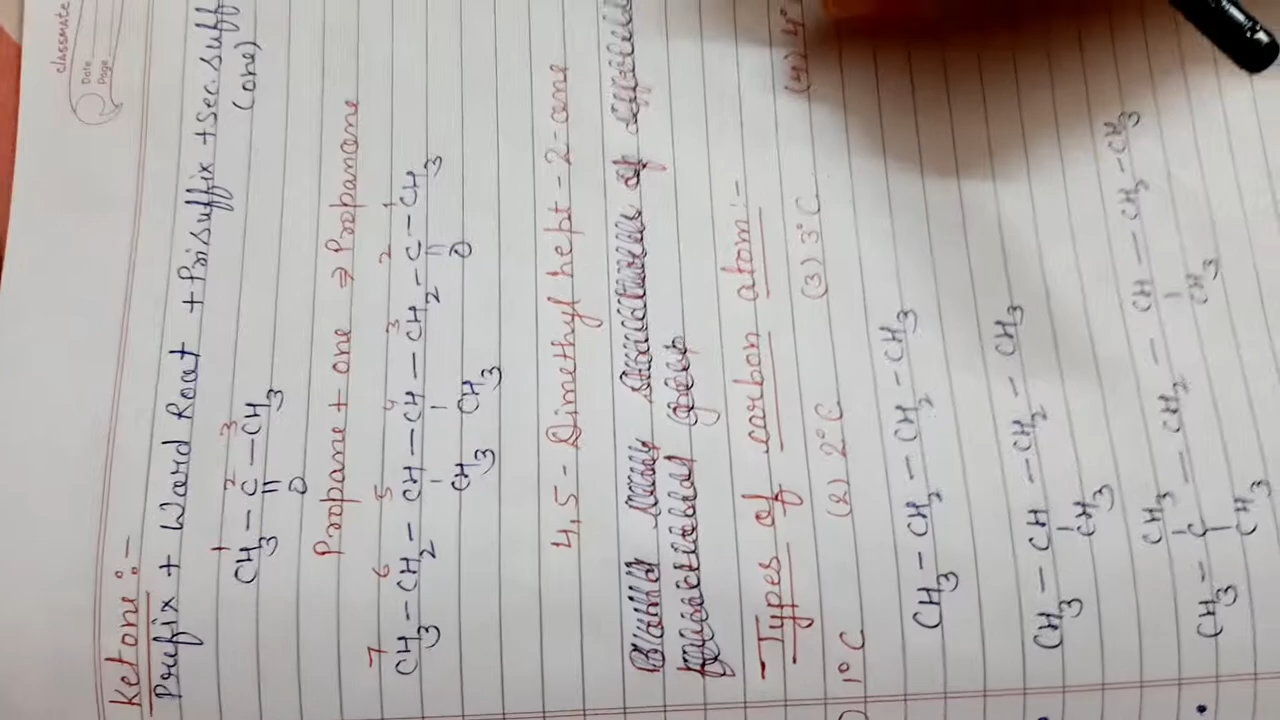 classmate
Date
Page
Ketone :-
Prefix + Word Root + Pri suffix + Sec. suff
(one)
1 2 3
CH3 - C - CH3
||
O
Propane + one ⇒ Propanone
7 6 5 4 3 2 1
CH3 - CH2 - CH - CH - CH2 - C - CH3
| | ||
CH3 CH3 O
4,5 - Dimethyl hept - 2 - one
Types of carbon atom :-
) 1° C (2) 2° C (3) 3° C (4) 4°
CH3 - CH2 - CH2 - CH3
CH3 - CH - CH2 - CH3
|
CH3
CH3
CH3 - C - CH2 - CH - CH2 - CH3
| |
CH3 CH3